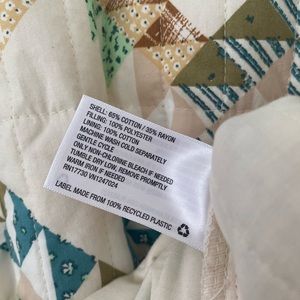 SHELL: 65% COTTON / 35% RAYON
FILLING: 100% POLYESTER
LINING: 100% COTTON
MACHINE WASH COLD SEPARATELY
GENTLE CYCLE
ONLY NON-CHLORINE BLEACH IF NEEDED
TUMBLE DRY LOW, REMOVE PROMPTLY
WARM IRON IF NEEDED
RN17730 VN1247024
LABEL MADE FROM 100% RECYCLED PLASTIC